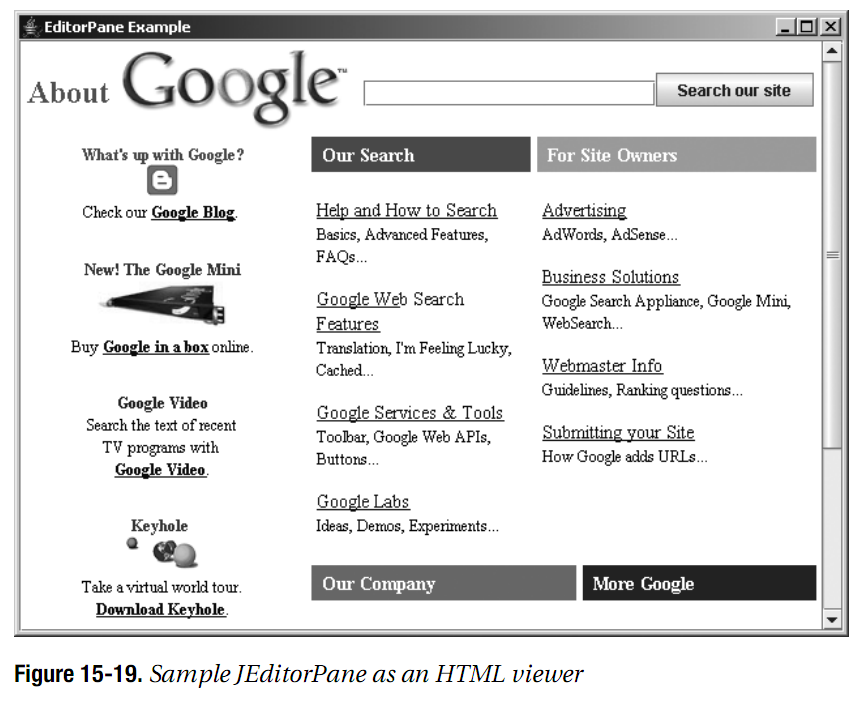 EditorPane Example
About Google™
Search our site
What's up with Google?
Check our Google Blog.
New! The Google Mini
Buy Google in a box online.
Google Video
Search the text of recent
TV programs with
Google Video.
Keyhole
Take a virtual world tour.
Download Keyhole.
Our Search
Help and How to Search
Basics, Advanced Features,
FAQs...
Google Web Search
Features
Translation, I'm Feeling Lucky,
Cached...
Google Services & Tools
Toolbar, Google Web APIs,
Buttons...
Google Labs
Ideas, Demos, Experiments...
For Site Owners
Advertising
AdWords, AdSense...
Business Solutions
Google Search Appliance, Google Mini,
WebSearch...
Webmaster Info
Guidelines, Ranking questions...
Submitting your Site
How Google adds URLs...
Our Company
More Google
Figure 15-19. Sample JEditorPane as an HTML viewer